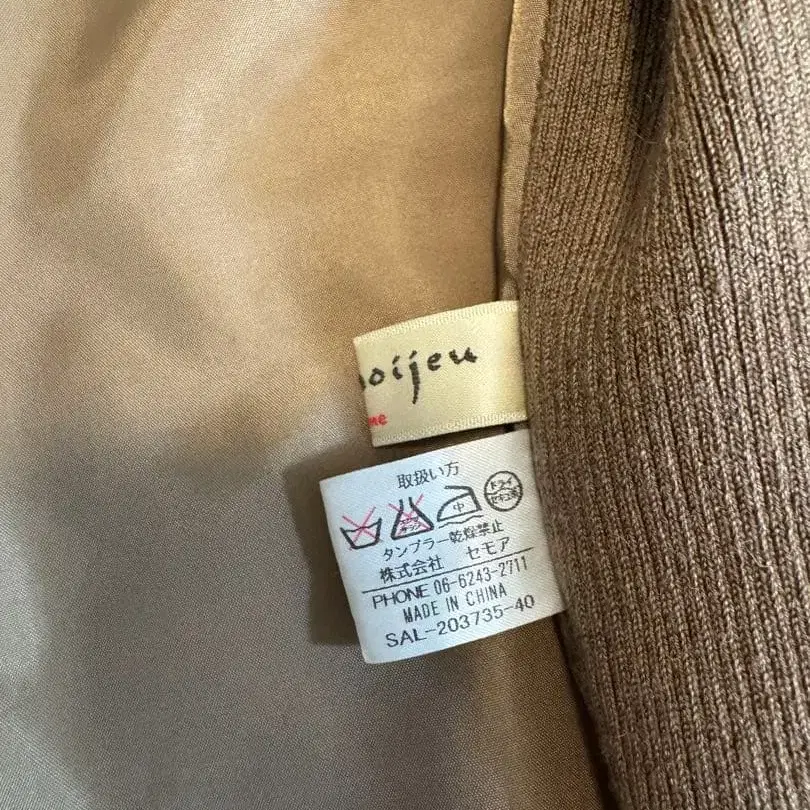 oijeu
me
取扱い方
中
ドライ
セキユ系
タンブラー乾燥禁止
株式会社 セモア
PHONE 06-6243-2711
MADE IN CHINA
SAL-203735-40